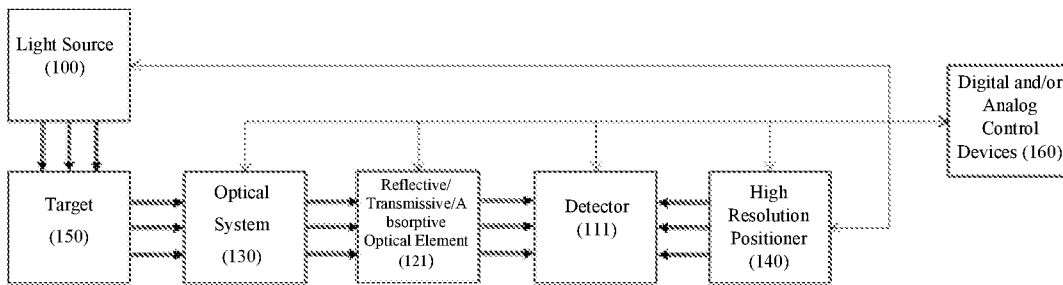 Light Source
(100)
Digital and/or
Analog
Control
Devices (160)
Target
(150)
Optical
System
(130)
Reflective/
Transmissive/A
bsorptive
Optical Element
(121)
Detector
(111)
High
Resolution
Positioner
(140)